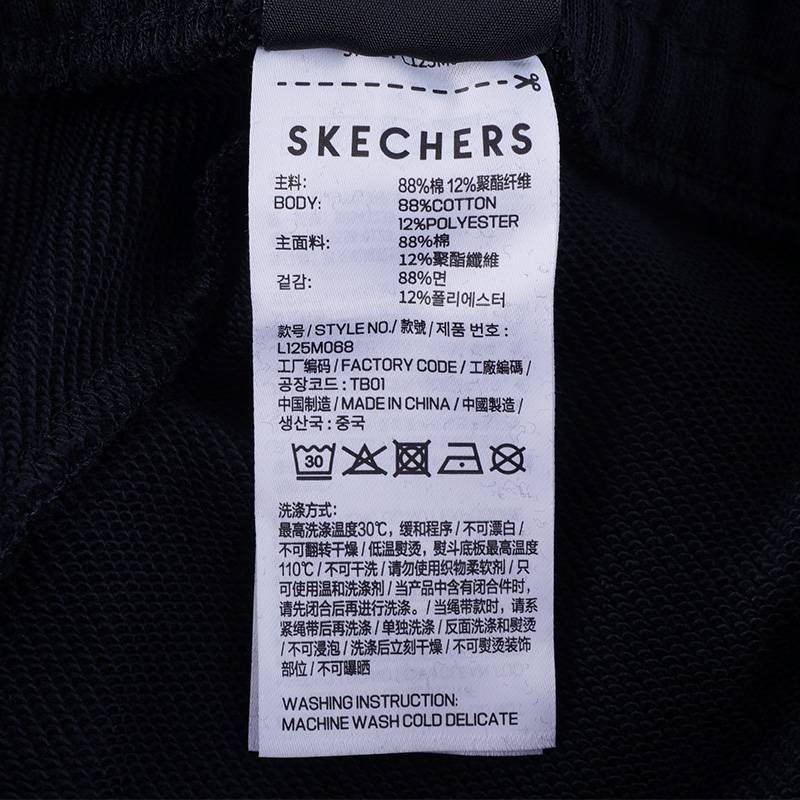 SKECHERS
主料: 88%棉 12%聚酯纤维
BODY: 88%COTTON
12%POLYESTER
主面料: 88%棉
12%聚酯纖維
겉감: 88%면
12%폴리에스터
款号/STYLE NO./款號/제품 번호:
L125M068
工厂编码/FACTORY CODE/工廠編碼/
공장코드: TB01
中国制造/MADE IN CHINA/中國製造/
생산국: 중국
30
洗涤方式:
最高洗涤温度30℃, 缓和程序/不可漂白/
不可翻转干燥/低温熨烫, 熨斗底板最高温度
110℃/不可干洗/请勿使用织物柔软剂/只
可使用温和洗涤剂/当产品中含有闭合件时,
请先闭合后再进行洗涤。/当绳带款时, 请系
紧绳带后再洗涤/单独洗涤/反面洗涤和熨烫
/不可浸泡/洗涤后立刻干燥/不可熨烫装饰
部位/不可曝晒
WASHING INSTRUCTION:
MACHINE WASH COLD DELICATE